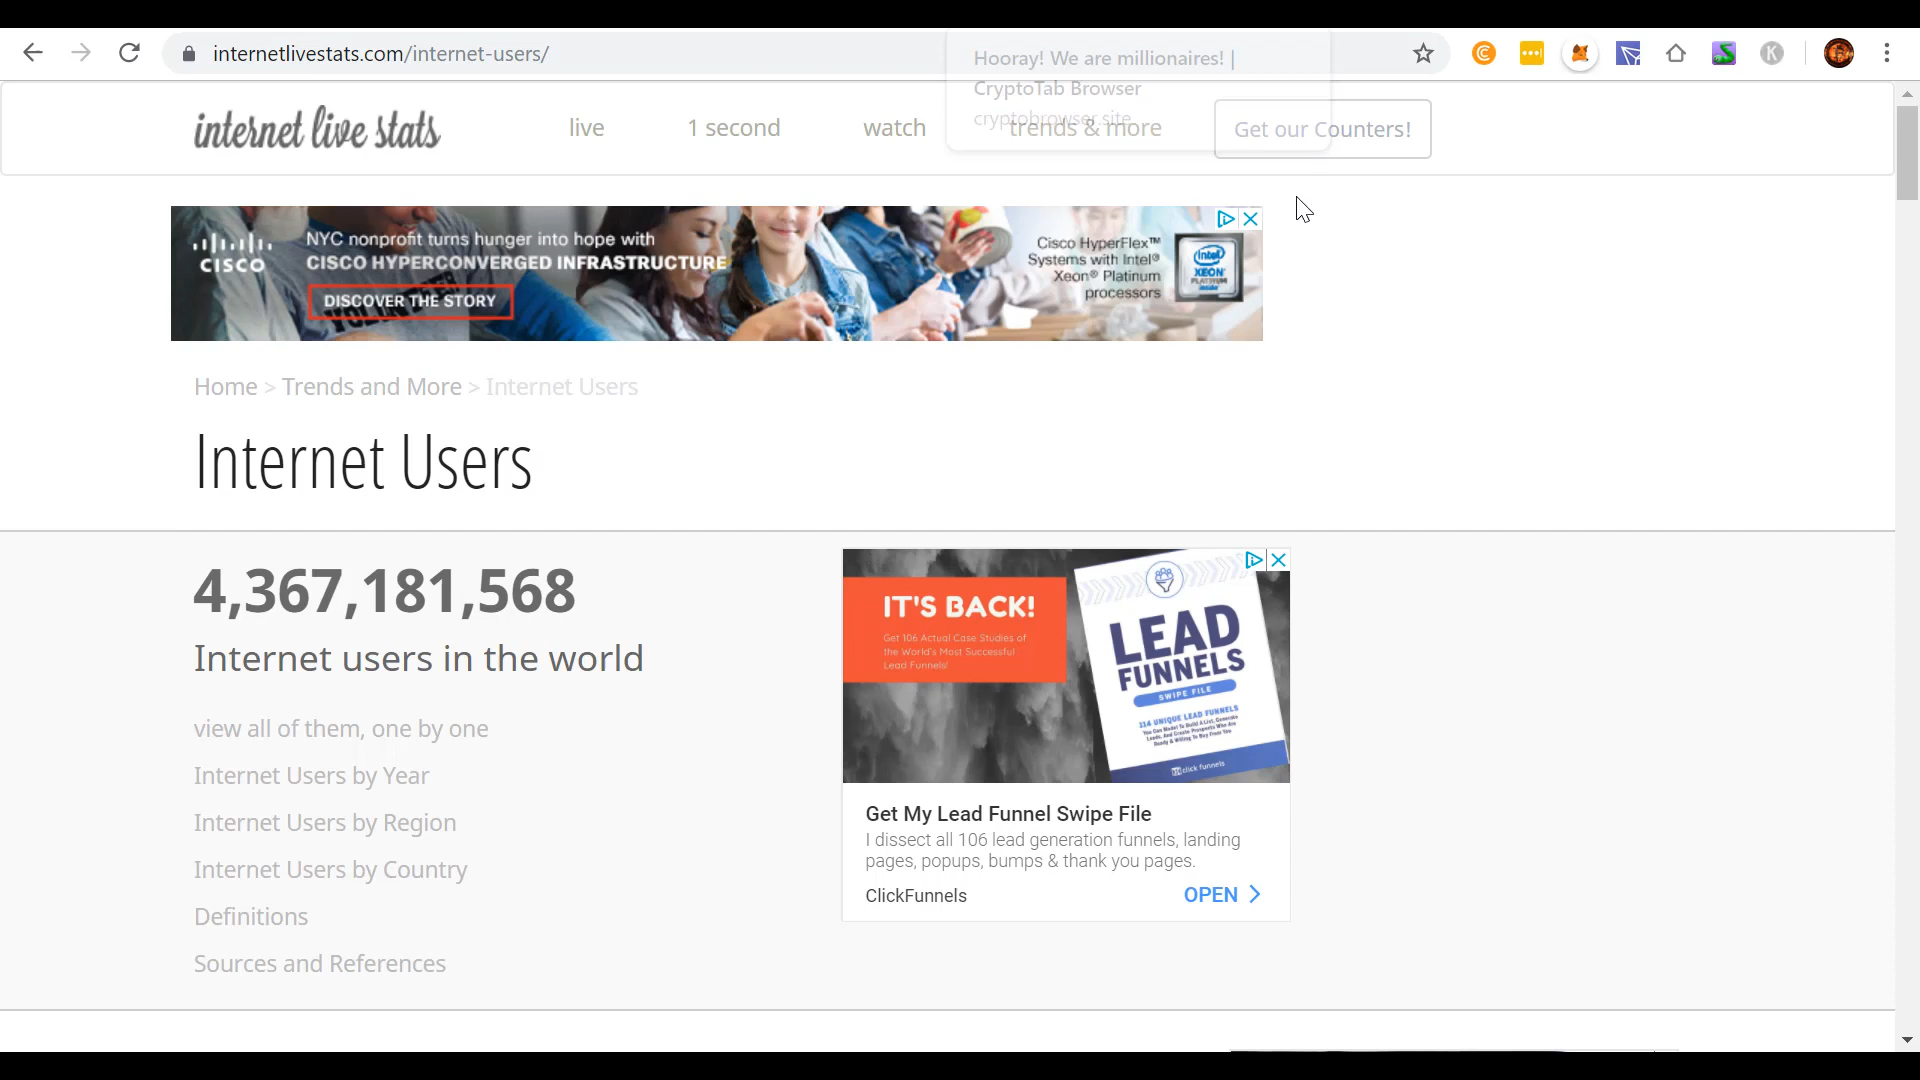 internetlivestats.com/internet-users/
Hooray! We are millionaires! |
CryptoTab Browser
cryptobrowser.site
internet live stats
live
1 second
watch
trends & more
Get our Counters!
CISCO
NYC nonprofit turns hunger into hope with
CISCO HYPERCONVERGED INFRASTRUCTURE
DISCOVER THE STORY
Cisco HyperFlex™
Systems with Intel®
Xeon® Platinum
processors
intel
XEON
PLATINUM
inside
Home > Trends and More > Internet Users
Internet Users
4,367,181,568
Internet users in the world
view all of them, one by one
Internet Users by Year
Internet Users by Region
Internet Users by Country
Definitions
Sources and References
IT'S BACK!
Get 106 Actual Case Studies of
the World's Most Successful
Lead Funnels!
LEAD
FUNNELS
SWIPE FILE
114 UNIQUE LEAD FUNNELS
You Can Model To Build A List, Generate
Leads, And Create Prospects Who Are
Ready & Willing To Buy From You
click funnels
Get My Lead Funnel Swipe File
I dissect all 106 lead generation funnels, landing
pages, popups, bumps & thank you pages.
ClickFunnels
OPEN
K